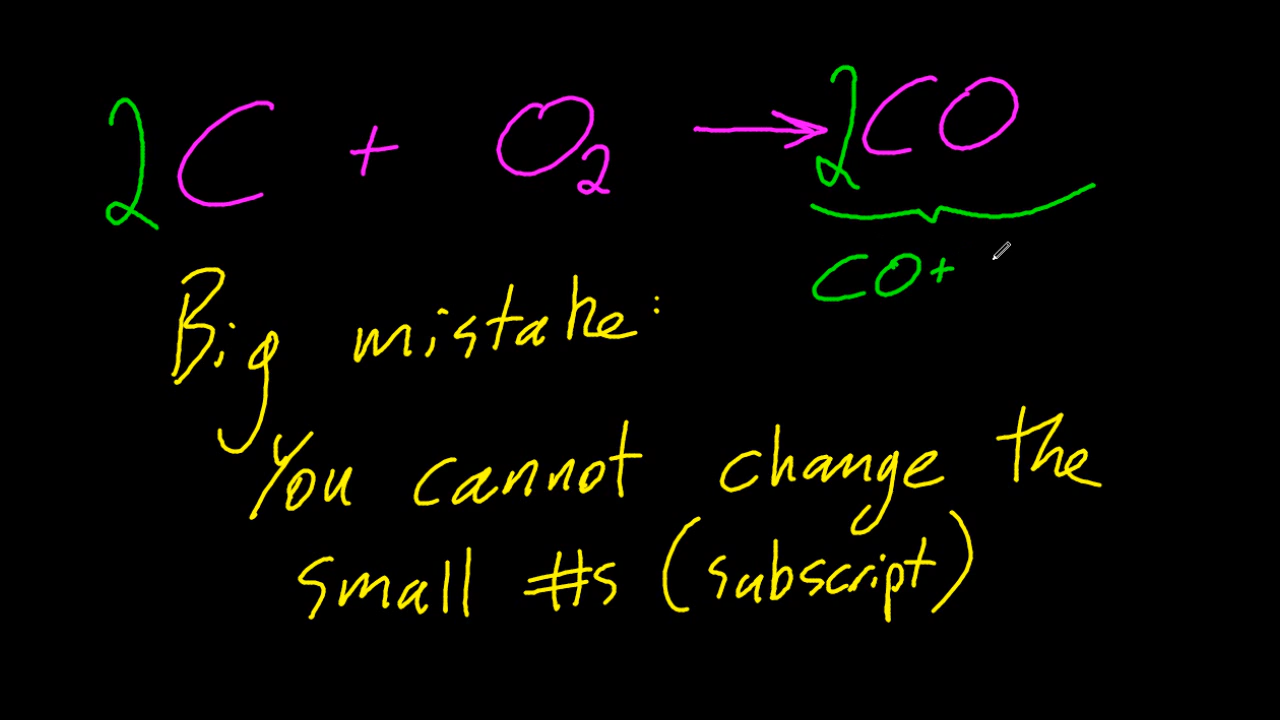 2C + O₂ → 2CO
CO+
Big mistake:
You cannot change the
small #s (subscript)